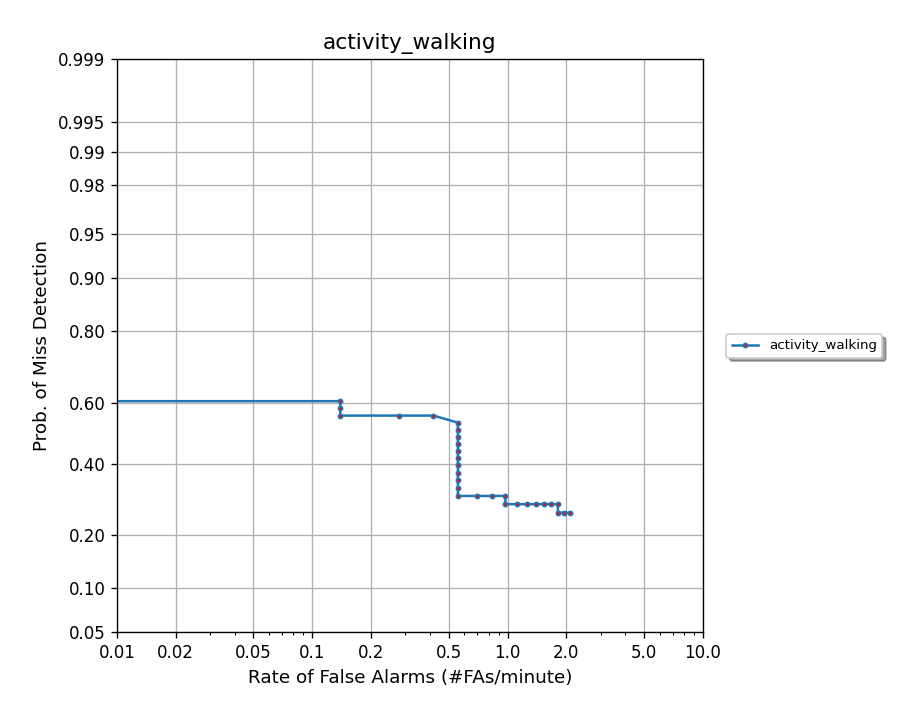 activity_walking
0.999
0.995
0.99
0.98
0.95
0.90
0.80
0.60
0.40
0.20
0.10
0.05
Prob. of Miss Detection
0.01 0.02 0.05 0.1 0.2 0.5 1.0 2.0 5.0 10.0
Rate of False Alarms (#FAs/minute)
activity_walking